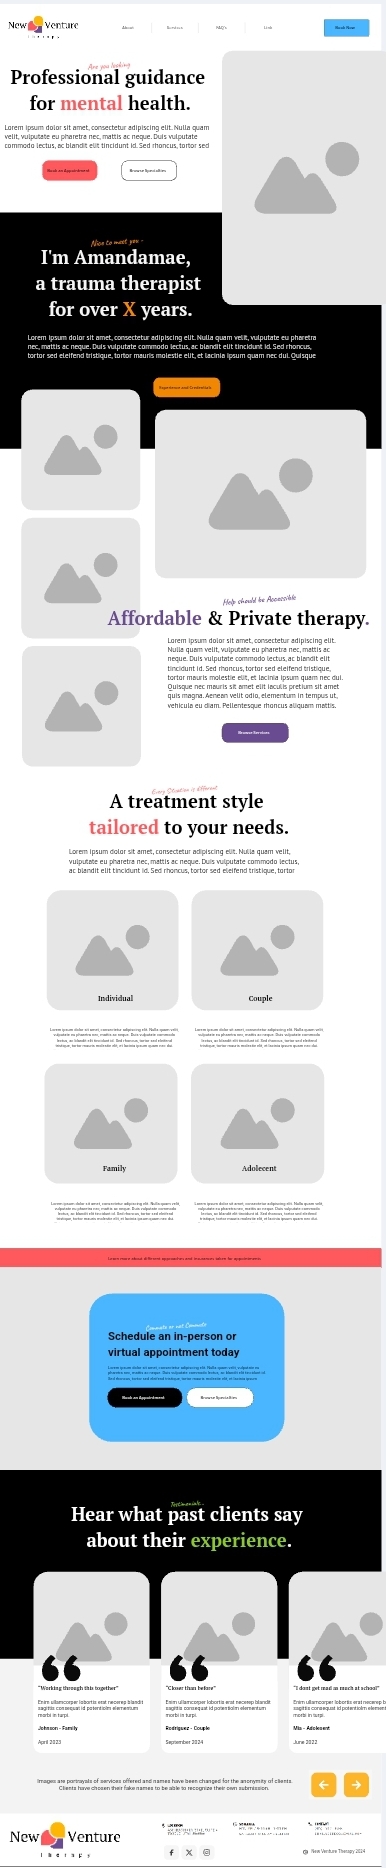 New Venture
therapy
About
Services
FAQ's
Link
Book Now
Are you looking
Professional guidance
for mental health.
Lorem ipsum dolor sit amet, consectetur adipiscing elit. Nulla quam
velit, vulputate eu pharetra nec, mattis ac neque. Duis vulputate
commodo lectus, ac blandit elit tincidunt id. Sed rhoncus, tortor sed
Book an Appointment
Browse Specialties
Nice to meet you -
I'm Amandamae,
a trauma therapist
for over X years.
Lorem ipsum dolor sit amet, consectetur adipiscing elit. Nulla quam velit, vulputate eu pharetra
nec, mattis ac neque. Duis vulputate commodo lectus, ac blandit elit tincidunt id. Sed rhoncus,
tortor sed eleifend tristique, tortor mauris molestie elit, et lacinia ipsum quam nec dui. Quisque
Experience and Credentials
Help should be Accessible
Affordable & Private therapy.
Lorem ipsum dolor sit amet, consectetur adipiscing elit.
Nulla quam velit, vulputate eu pharetra nec, mattis ac
neque. Duis vulputate commodo lectus, ac blandit elit
tincidunt id. Sed rhoncus, tortor sed eleifend tristique,
tortor mauris molestie elit, et lacinia ipsum quam nec dui.
Quisque nec mauris sit amet elit iaculis pretium sit amet
quis magna. Aenean velit odio, elementum in tempus ut,
vehicula eu diam. Pellentesque rhoncus aliquam mattis.
Browse Services
Every Situation is different
A treatment style
tailored to your needs.
Lorem ipsum dolor sit amet, consectetur adipiscing elit. Nulla quam velit,
vulputate eu pharetra nec, mattis ac neque. Duis vulputate commodo
lectus, ac blandit elit tincidunt id. Sed rhoncus, tortor sed eleifend tristique, tortor
Individual
Couple
Lorem ipsum dolor sit amet, consectetur adipiscing elit. Nulla quam velit,
vulputate eu pharetra nec, mattis ac neque. Duis vulputate commodo
lectus, ac blandit elit tincidunt id. Sed rhoncus, tortor sed eleifend
tristique, tortor mauris molestie elit, et lacinia ipsum quam nec dui.
Lorem ipsum dolor sit amet, consectetur adipiscing elit. Nulla quam velit,
vulputate eu pharetra nec, mattis ac neque. Duis vulputate commodo
lectus, ac blandit elit tincidunt id. Sed rhoncus, tortor sed eleifend
tristique, tortor mauris molestie elit, et lacinia ipsum quam nec dui.
Family
Adolecent
Lorem ipsum dolor sit amet, consectetur adipiscing elit. Nulla quam velit,
vulputate eu pharetra nec, mattis ac neque. Duis vulputate commodo
lectus, ac blandit elit tincidunt id. Sed rhoncus, tortor sed eleifend
tristique, tortor mauris molestie elit, et lacinia ipsum quam nec dui.
Lorem ipsum dolor sit amet, consectetur adipiscing elit. Nulla quam velit,
vulputate eu pharetra nec, mattis ac neque. Duis vulputate commodo
lectus, ac blandit elit tincidunt id. Sed rhoncus, tortor sed eleifend
tristique, tortor mauris molestie elit, et lacinia ipsum quam nec dui.
Learn more about different approaches and insurances taken for appointments
Commute or not Commute
Schedule an in-person or
virtual appointment today
Lorem ipsum dolor sit amet, consectetur adipiscing elit. Nulla quam velit, vulputate eu
pharetra nec, mattis ac neque. Duis vulputate commodo lectus, ac blandit elit tincidunt id.
Book an Appointment
Browse Specialties
Testimonials...
Hear what past clients say
about their experience.
“Working through this together”
Enim ullamcorper lobortis erat necerep blandit
sagittis consequat id potentiolm elementum
morbi in turpi.
Johnson - Family
April 2023
“Closer than before”
Enim ullamcorper lobortis erat necerep blandit
sagittis consequat id potentiolm elementum
morbi in turpi.
Rodriguez - Couple
September 2024
“I dont get mad as much at school”
Enim ullamcorper lobortis erat necerep b
sagittis consequat id potentiolm elemen
morbi in turpi.
Mia - Adolesent
June 2022
Images are portrayals of services offered and names have been changed for the anonymity of clients.
Clients have chosen their fake names to be able to recognize their own submission.
New Venture
therapy
© New Venture Therapy 2024